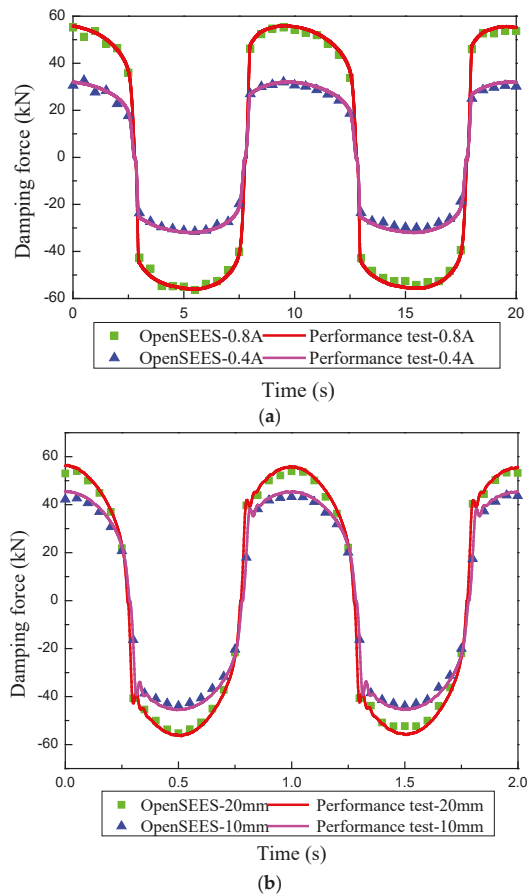 60
40
20
0
-20
-40
-60
Damping force (kN)
0 5 10 15 20
OpenSEES-0.8A Performance test-0.8A
OpenSEES-0.4A Performance test-0.4A
Time (s)
(a)
60
40
20
0
-20
-40
-60
Damping force (kN)
0.0 0.5 1.0 1.5 2.0
OpenSEES-20mm Performance test-20mm
OpenSEES-10mm Performance test-10mm
Time (s)
(b)